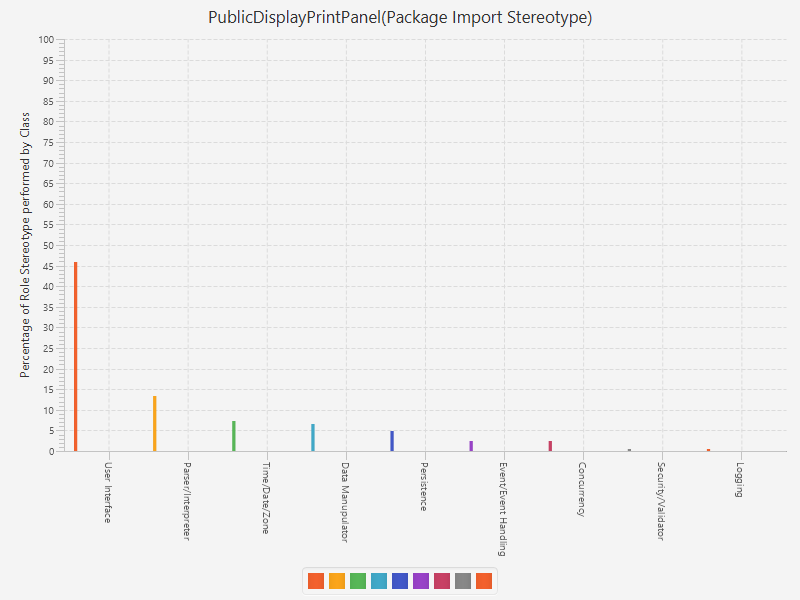 PublicDisplayPrintPanel(Package Import Stereotype)
Percentage of Role Stereotype performed by Class
100
95
90
85
80
75
70
65
60
55
50
45
40
35
30
25
20
15
10
5
0
User Interface
Parser/Interpreter
Time/Date/Zone
Data Manupulator
Persistence
Event/Event Handling
Concurrency
Security/Validator
Logging